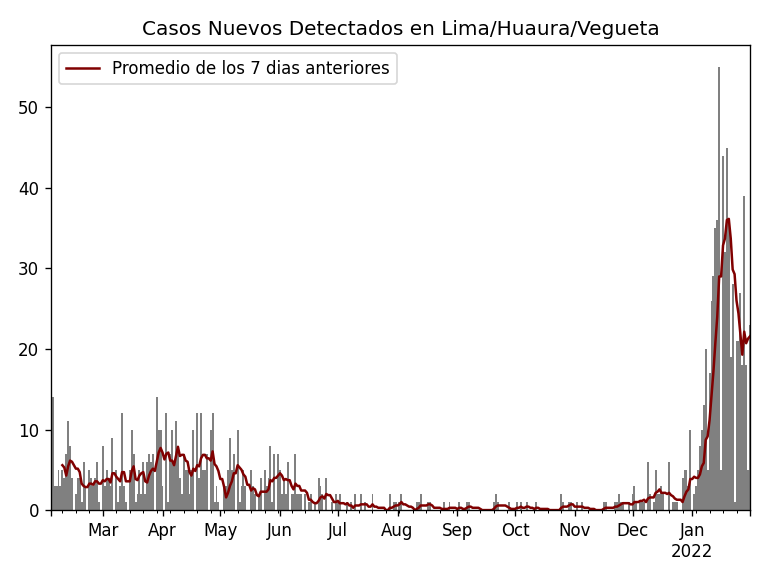 Casos Nuevos Detectados en Lima/Huaura/Vegueta
Promedio de los 7 dias anteriores
50
40
30
20
10
0
Mar Apr May Jun Jul Aug Sep Oct Nov Dec Jan
2022